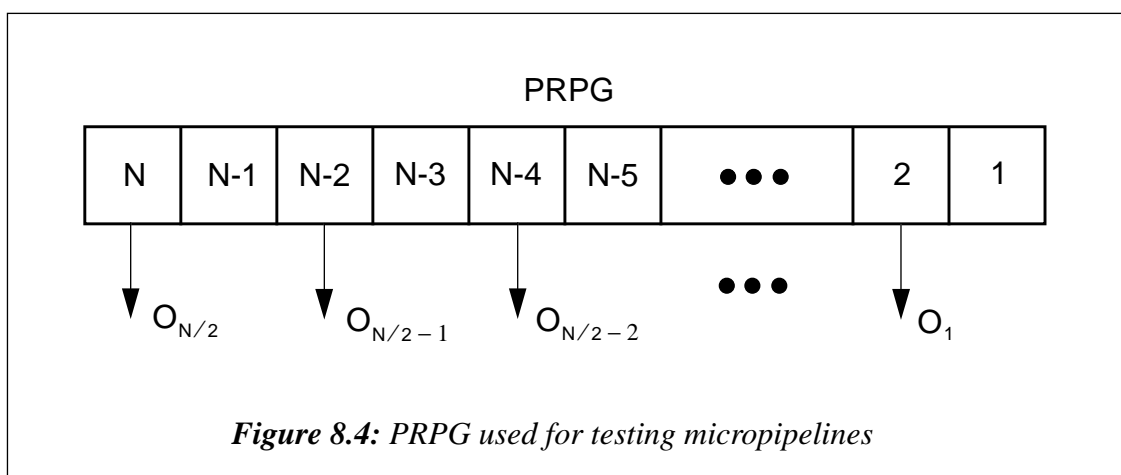 PRPG
N N-1 N-2 N-3 N-4 N-5 ••• 2 1
•••
O_{N/2} O_{N/2 – 1} O_{N/2 – 2} O_1
Figure 8.4: PRPG used for testing micropipelines